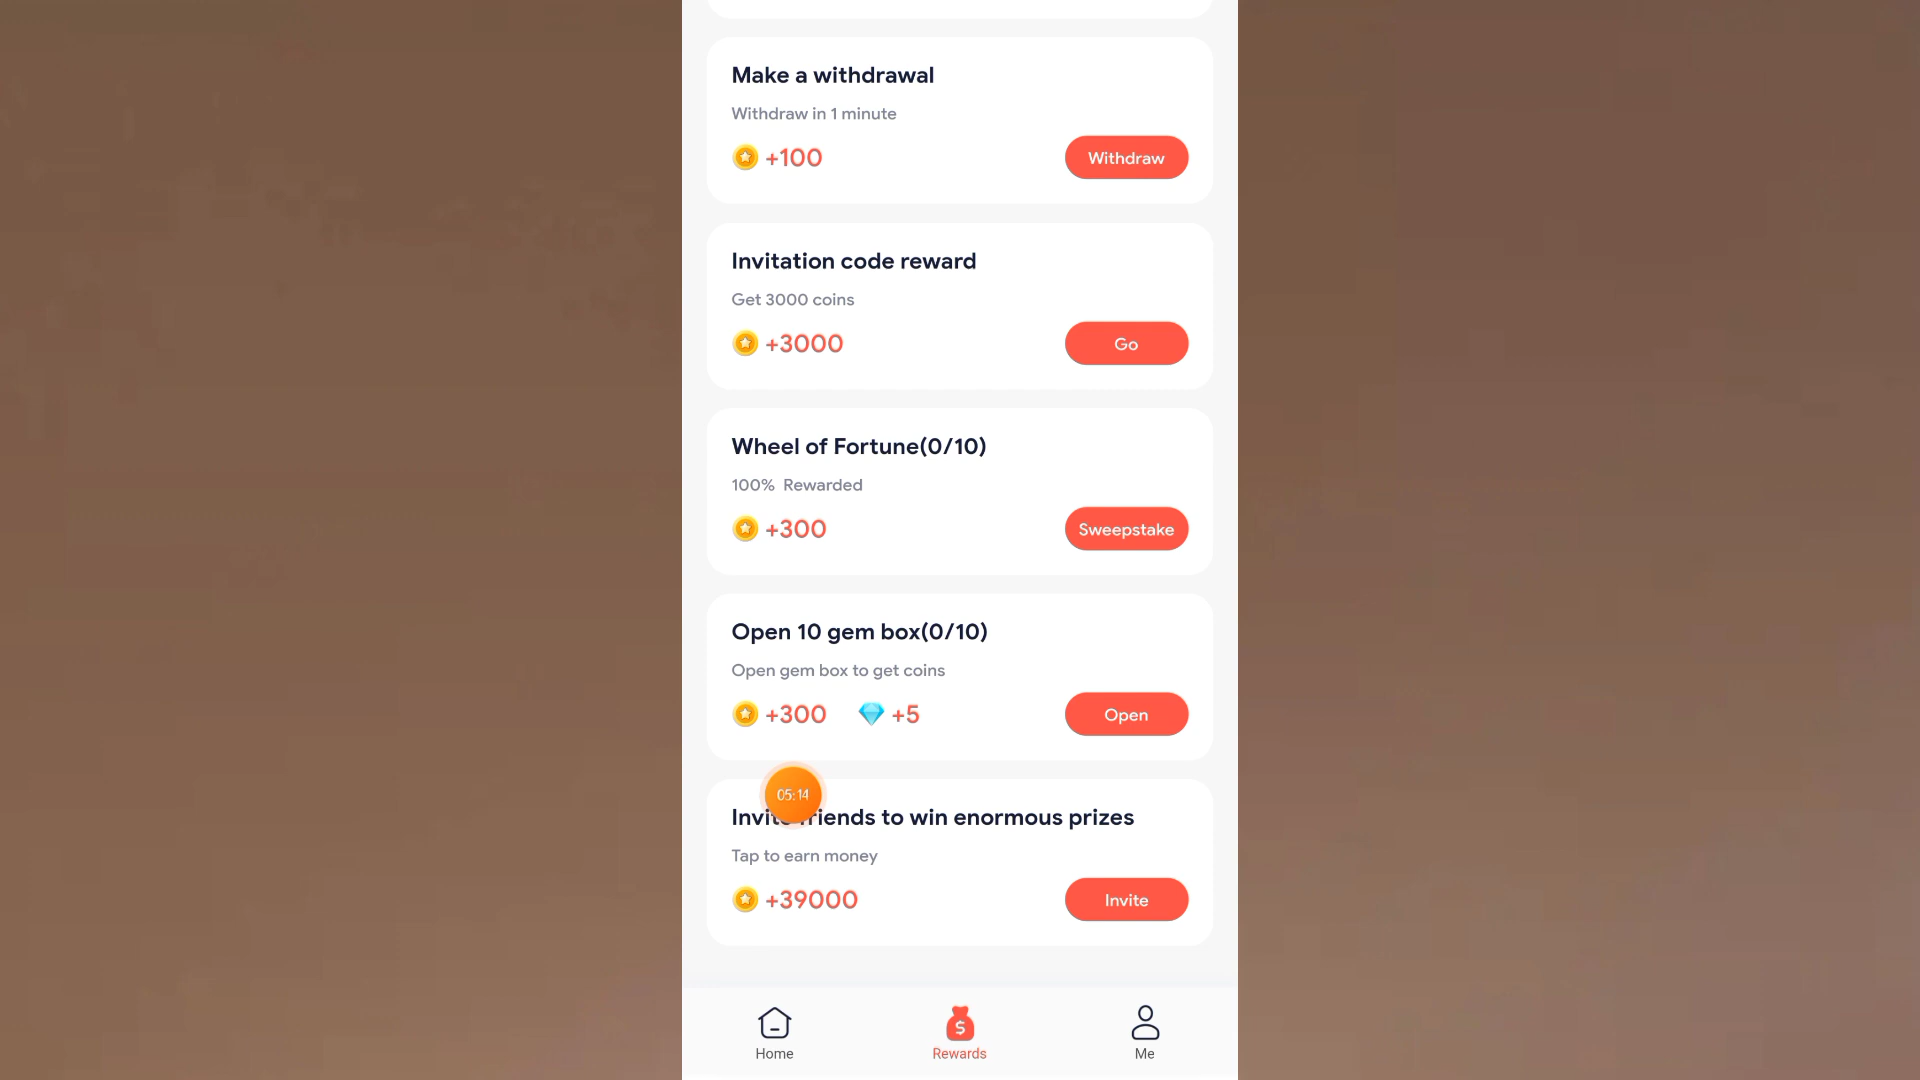 Make a withdrawal
Withdraw in 1 minute
+100
Withdraw
Invitation code reward
Get 3000 coins
+3000
Go
Wheel of Fortune(0/10)
100% Rewarded
+300
Sweepstake
Open 10 gem box(0/10)
Open gem box to get coins
+300 +5
Open
05:14
Invite friends to win enormous prizes
Tap to earn money
+39000
Invite
$
Home
Rewards
Me